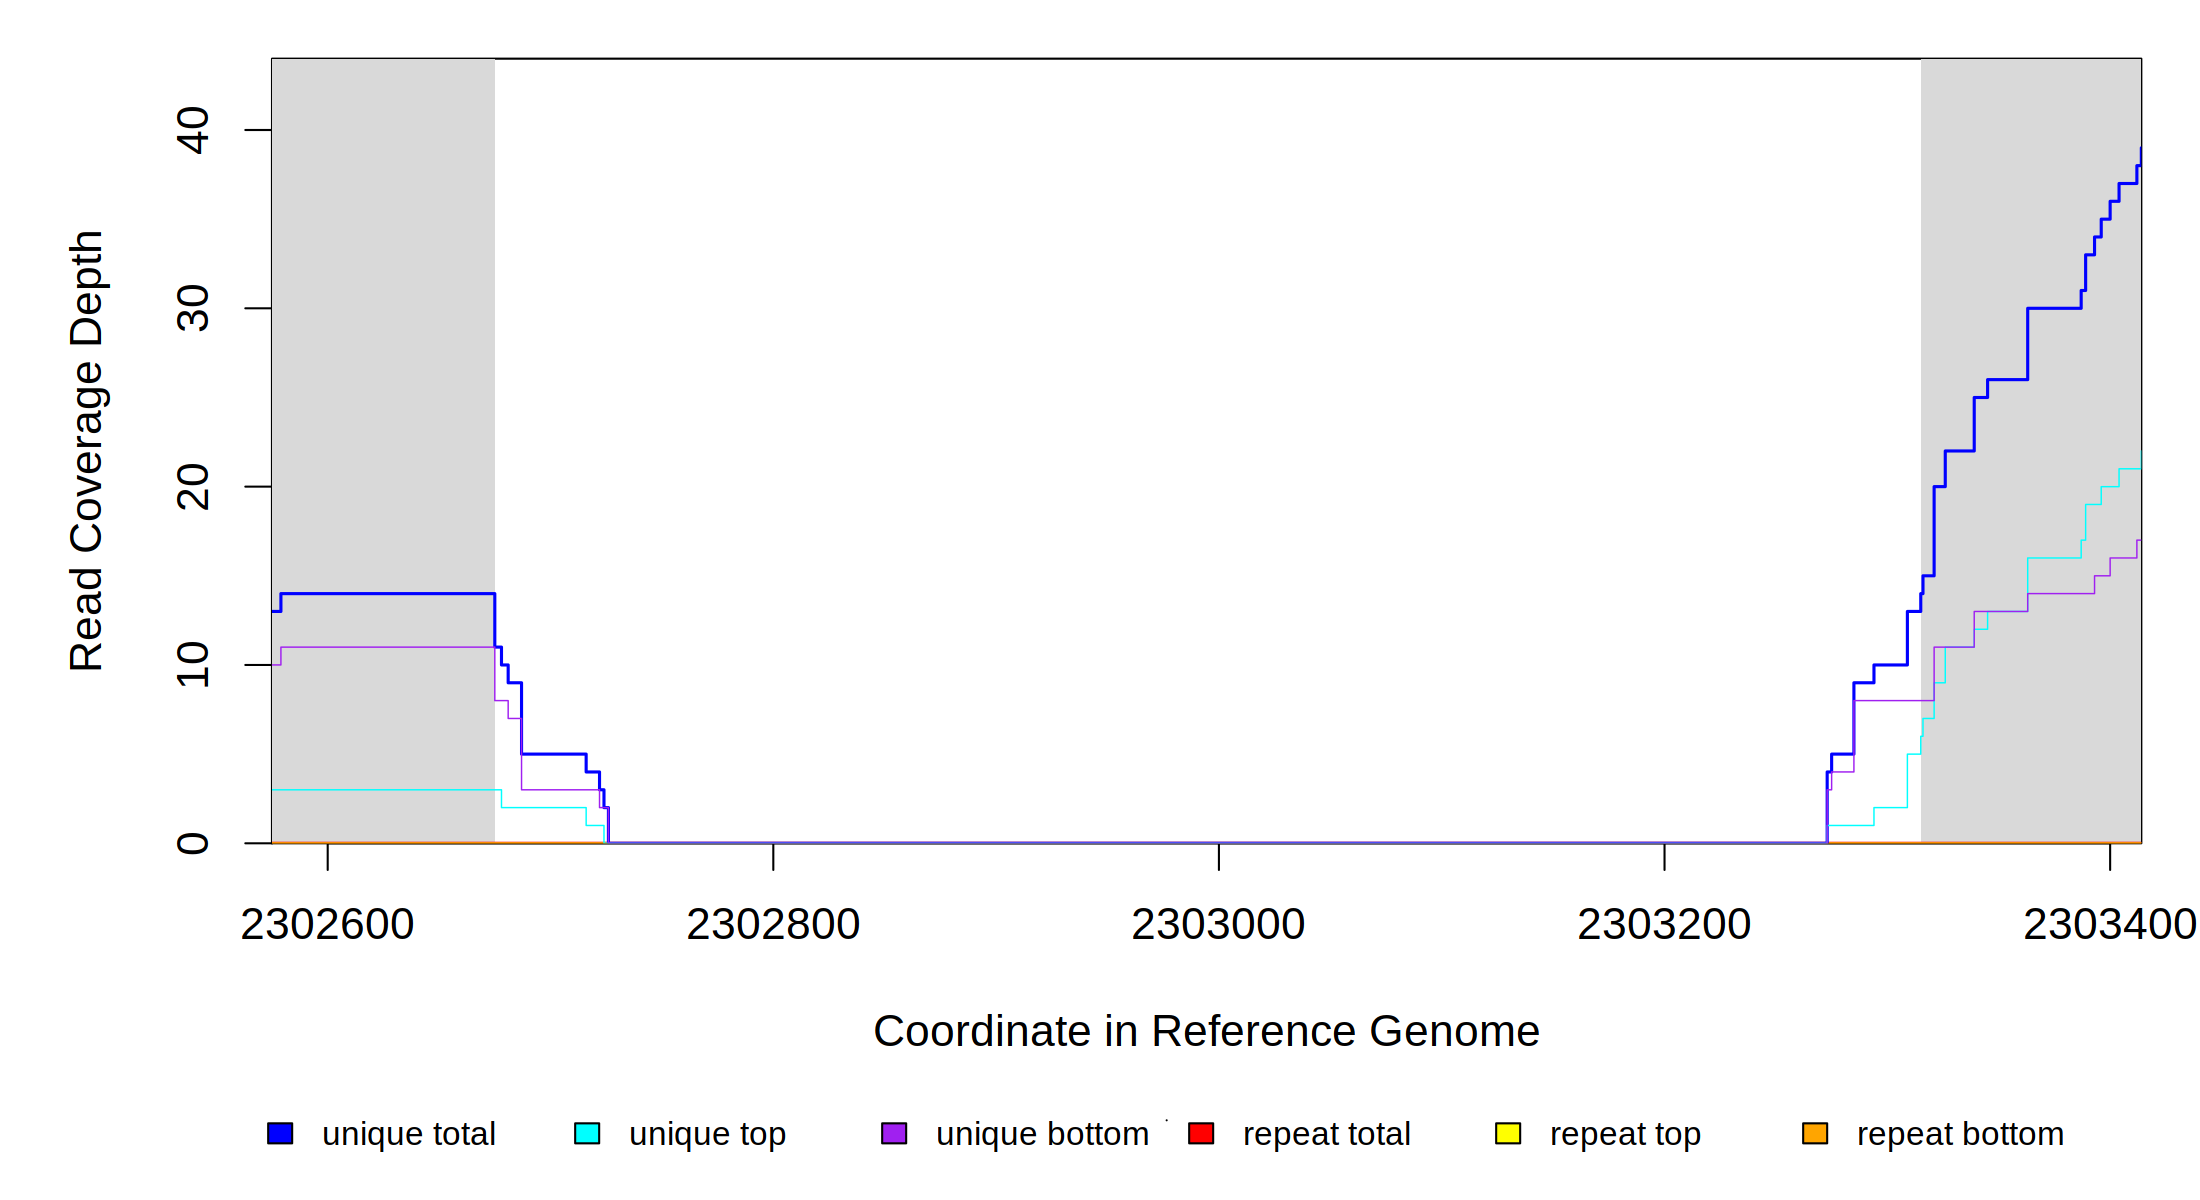 40
30
20
10
0
Read Coverage Depth
2302600 2302800 2303000 2303200 2303400
Coordinate in Reference Genome
unique total unique top unique bottom repeat total repeat top repeat bottom